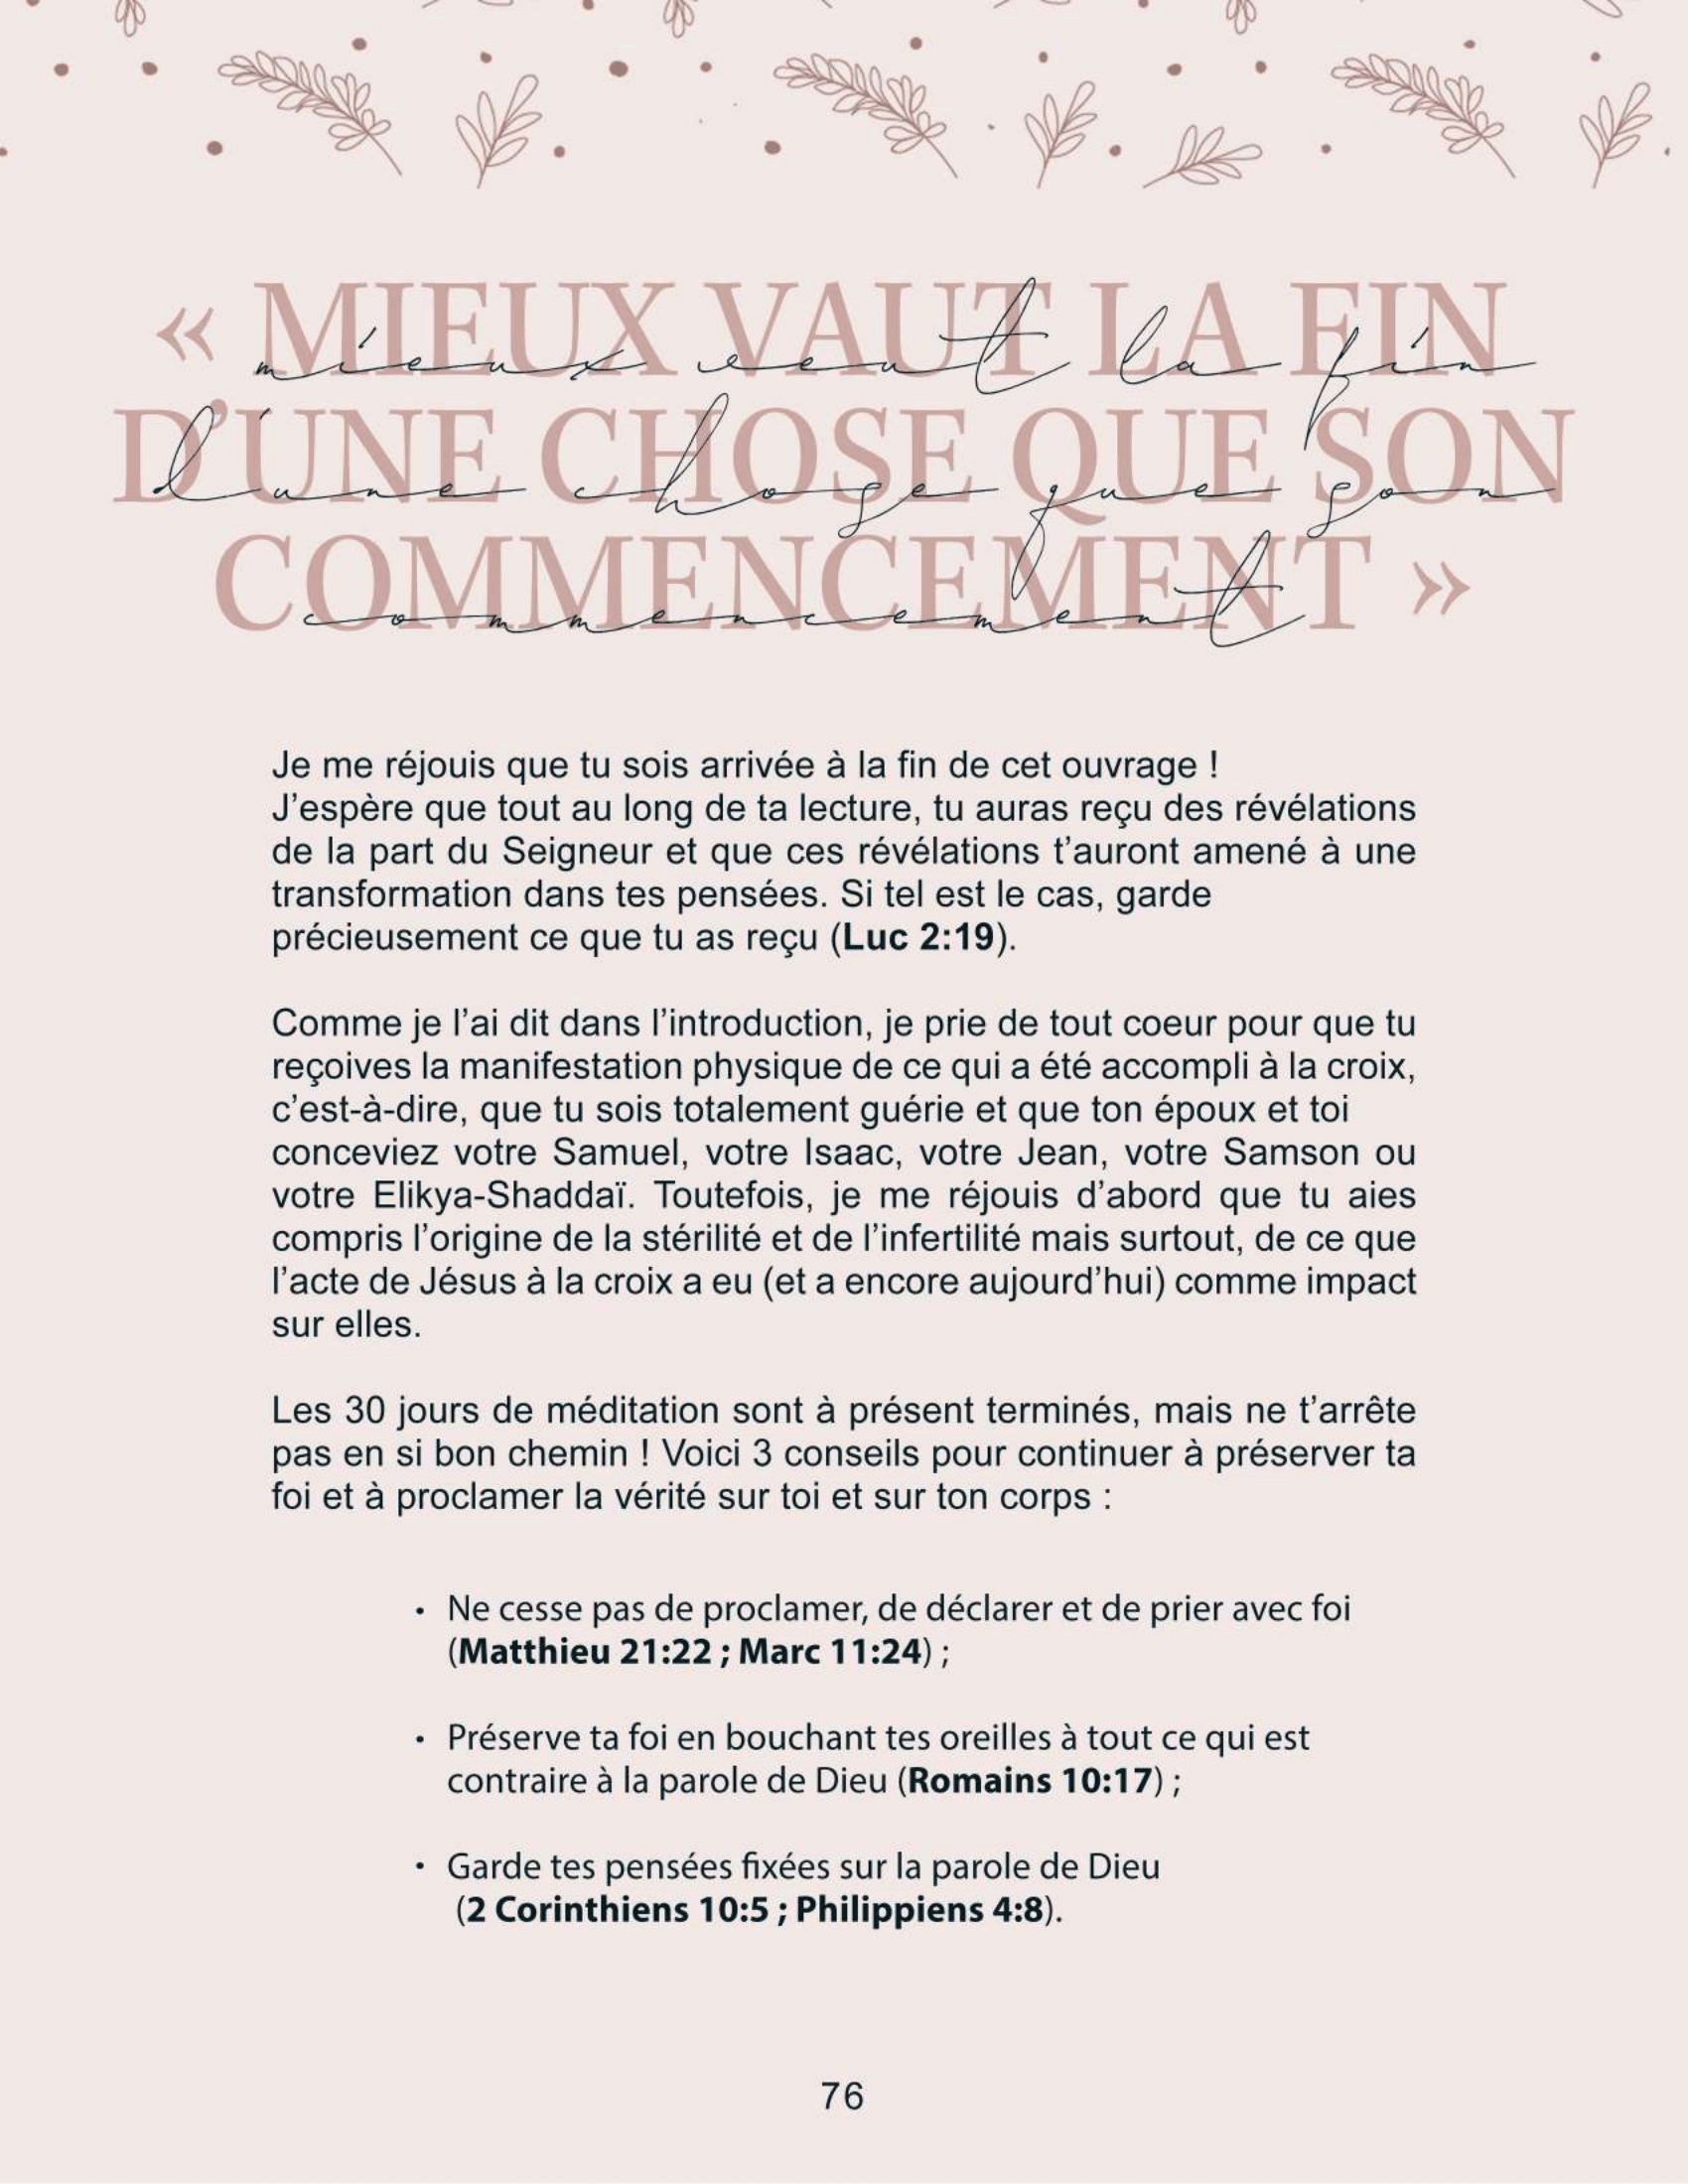 « MIEUX VAUT LA FIN
mieux veut la fin
D'UNE CHOSE QUE SON
d'une chose que son
COMMENCEMENT »
commencement
Je me réjouis que tu sois arrivée à la fin de cet ouvrage !
J’espère que tout au long de ta lecture, tu auras reçu des révélations
de la part du Seigneur et que ces révélations t’auront amené à une
transformation dans tes pensées. Si tel est le cas, garde
précieusement ce que tu as reçu (Luc 2:19).
Comme je l’ai dit dans l’introduction, je prie de tout coeur pour que tu
reçoives la manifestation physique de ce qui a été accompli à la croix,
c’est-à-dire, que tu sois totalement guérie et que ton époux et toi
conceviez votre Samuel, votre Isaac, votre Jean, votre Samson ou
votre Elikya-Shaddaï. Toutefois, je me réjouis d’abord que tu aies
compris l’origine de la stérilité et de l’infertilité mais surtout, de ce que
l’acte de Jésus à la croix a eu (et a encore aujourd’hui) comme impact
sur elles.
Les 30 jours de méditation sont à présent terminés, mais ne t’arrête
pas en si bon chemin ! Voici 3 conseils pour continuer à préserver ta
foi et à proclamer la vérité sur toi et sur ton corps :
• Ne cesse pas de proclamer, de déclarer et de prier avec foi
(Matthieu 21:22 ; Marc 11:24) ;
• Préserve ta foi en bouchant tes oreilles à tout ce qui est
contraire à la parole de Dieu (Romains 10:17) ;
• Garde tes pensées fixées sur la parole de Dieu
(2 Corinthiens 10:5 ; Philippiens 4:8).
76